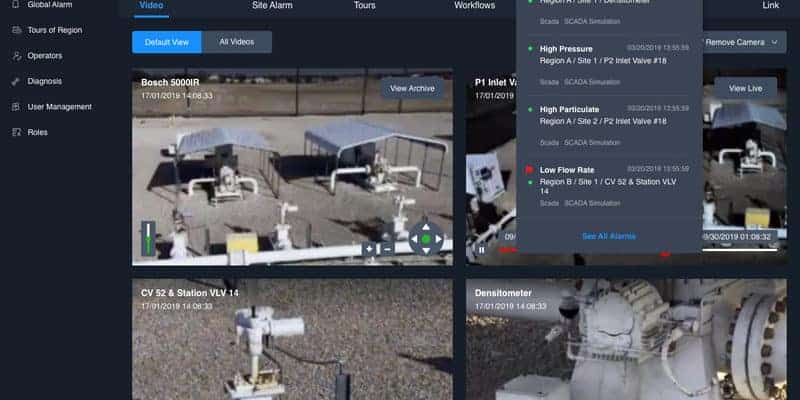 Global Alarm
Tours of Region
Operators
Diagnosis
User Management
Roles
Video
Site Alarm
Tours
Workflows
Link
Default View
All Videos
Remove Camera
Region A / Site 1 / Densitometer
Scada SCADA Simulation
High Pressure 03/20/2019 13:55:59
Region A / Site 1 / P2 Inlet Valve #18
Scada SCADA Simulation
High Particulate 03/20/2019 13:55:59
Region A / Site 2 / P2 Inlet Valve #18
Scada SCADA Simulation
Low Flow Rate 03/20/2019 13:55:59
Region B / Site 1 / CV 52 & Station VLV
14
Scada SCADA Simulation
See All Alarms
Bosch 5000IR
17/01/2019 14:08:33
View Archive
P1 Inlet
17/01/2019
View Live
09/
/30/2019 01:08:32
CV 52 & Station VLV 14
17/01/2019 14:08:33
Densitometer
17/01/2019 14:08:33